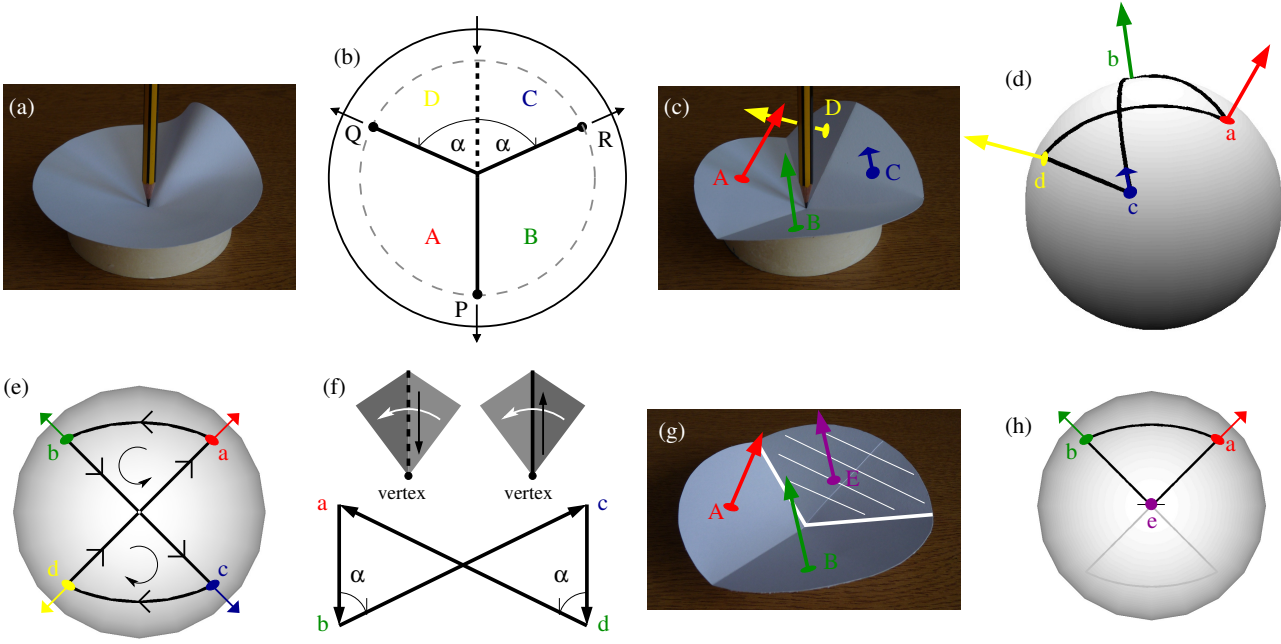 (a)
(b)
D
C
Q
α
α
R
A
B
P
(c)
D
A
C
B
(d)
b
a
d
c
(e)
b
a
d
c
(f)
vertex
vertex
a
c
α
α
b
d
(g)
E
A
B
(h)
b
a
e